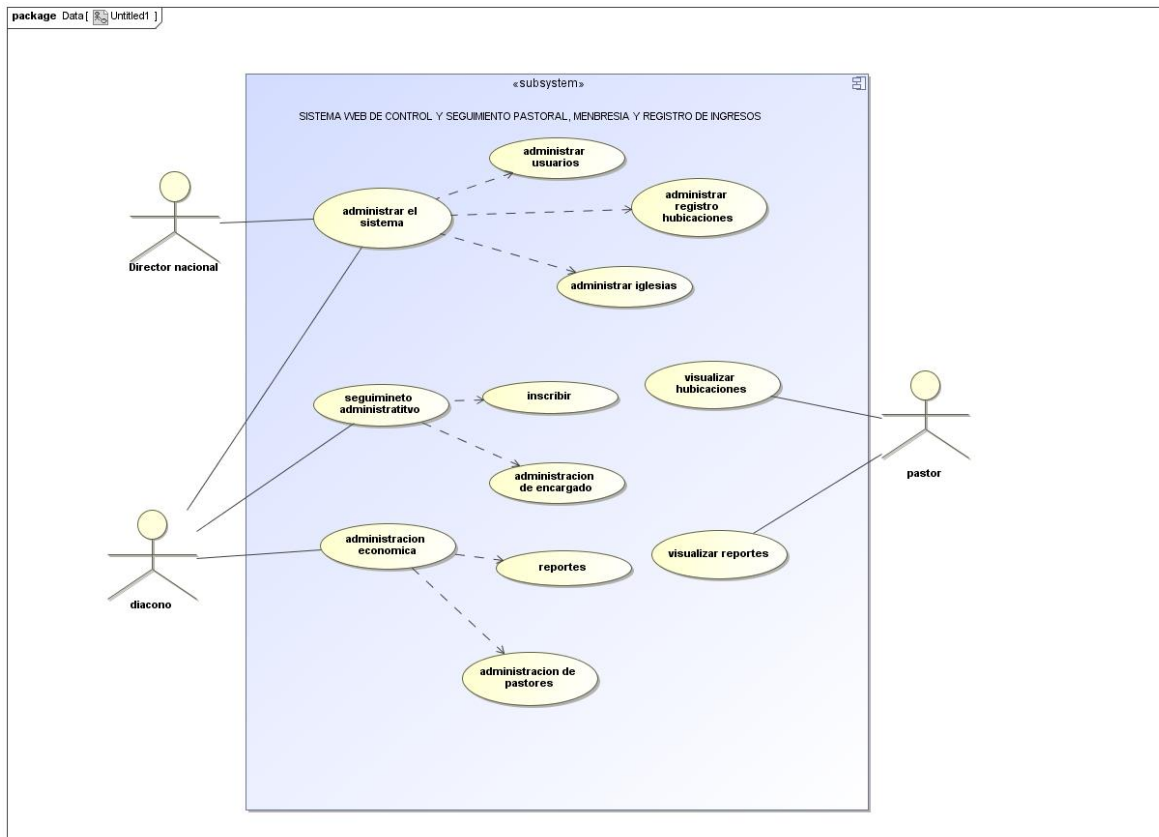 package Data [ Untitled1 ]
«subsystem»
SISTEMA WEB DE CONTROL Y SEGUIMIENTO PASTORAL, MENBRESIA Y REGISTRO DE INGRESOS
administrar
usuarios
administrar el
sistema
administrar
registro
hubicaciones
Director nacional
administrar iglesias
visualizar
hubicaciones
seguimineto
administratitvo
inscribir
pastor
administracion
de encargado
administracion
economica
reportes
visualizar reportes
diacono
administracion de
pastores